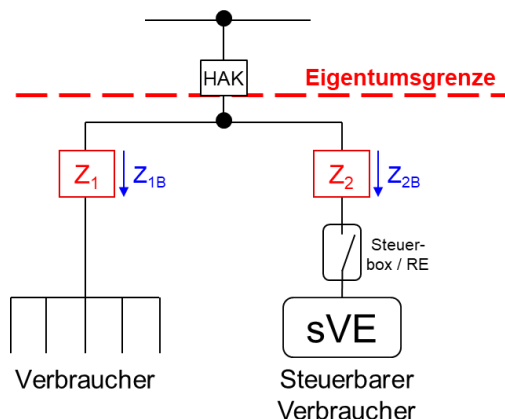 HAK
Eigentumsgrenze
Z1
Z1B
Z2
Z2B
Steuer-
box / RE
sVE
Verbraucher
Steuerbarer
Verbraucher